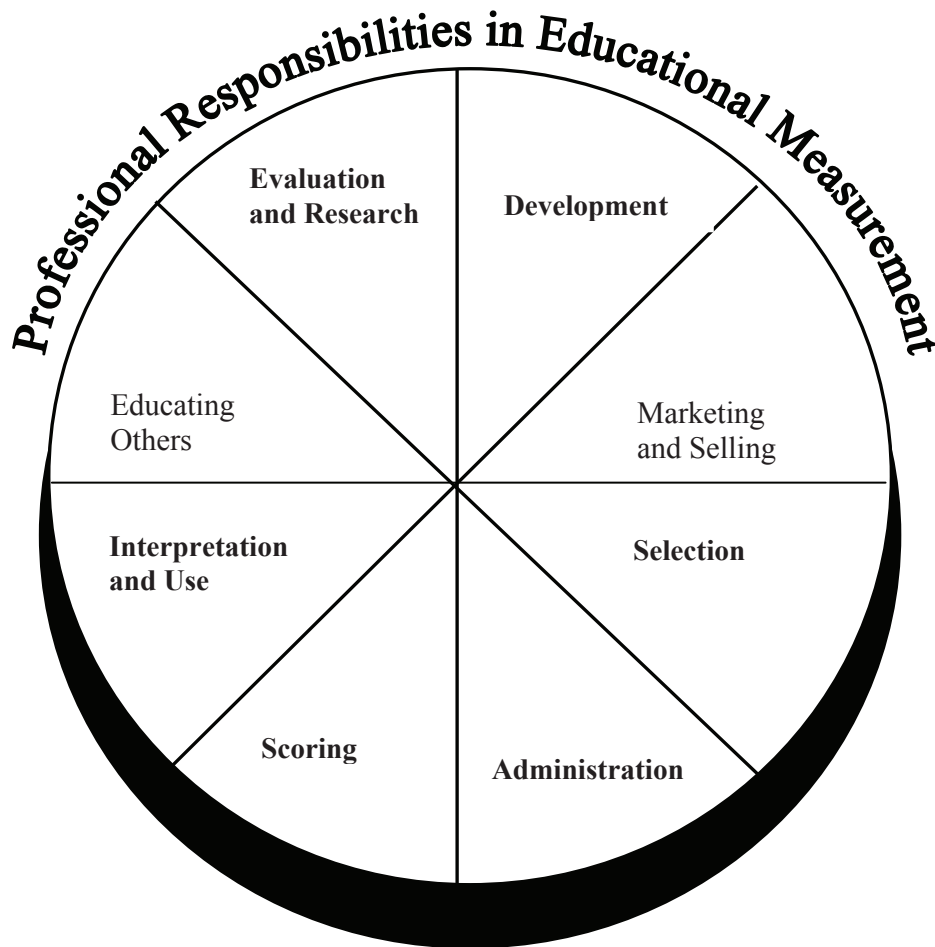 Professional Responsibilities in Educational Measurement
Evaluation
and Research
Development
Educating
Others
Marketing
and Selling
Interpretation
and Use
Selection
Scoring
Administration